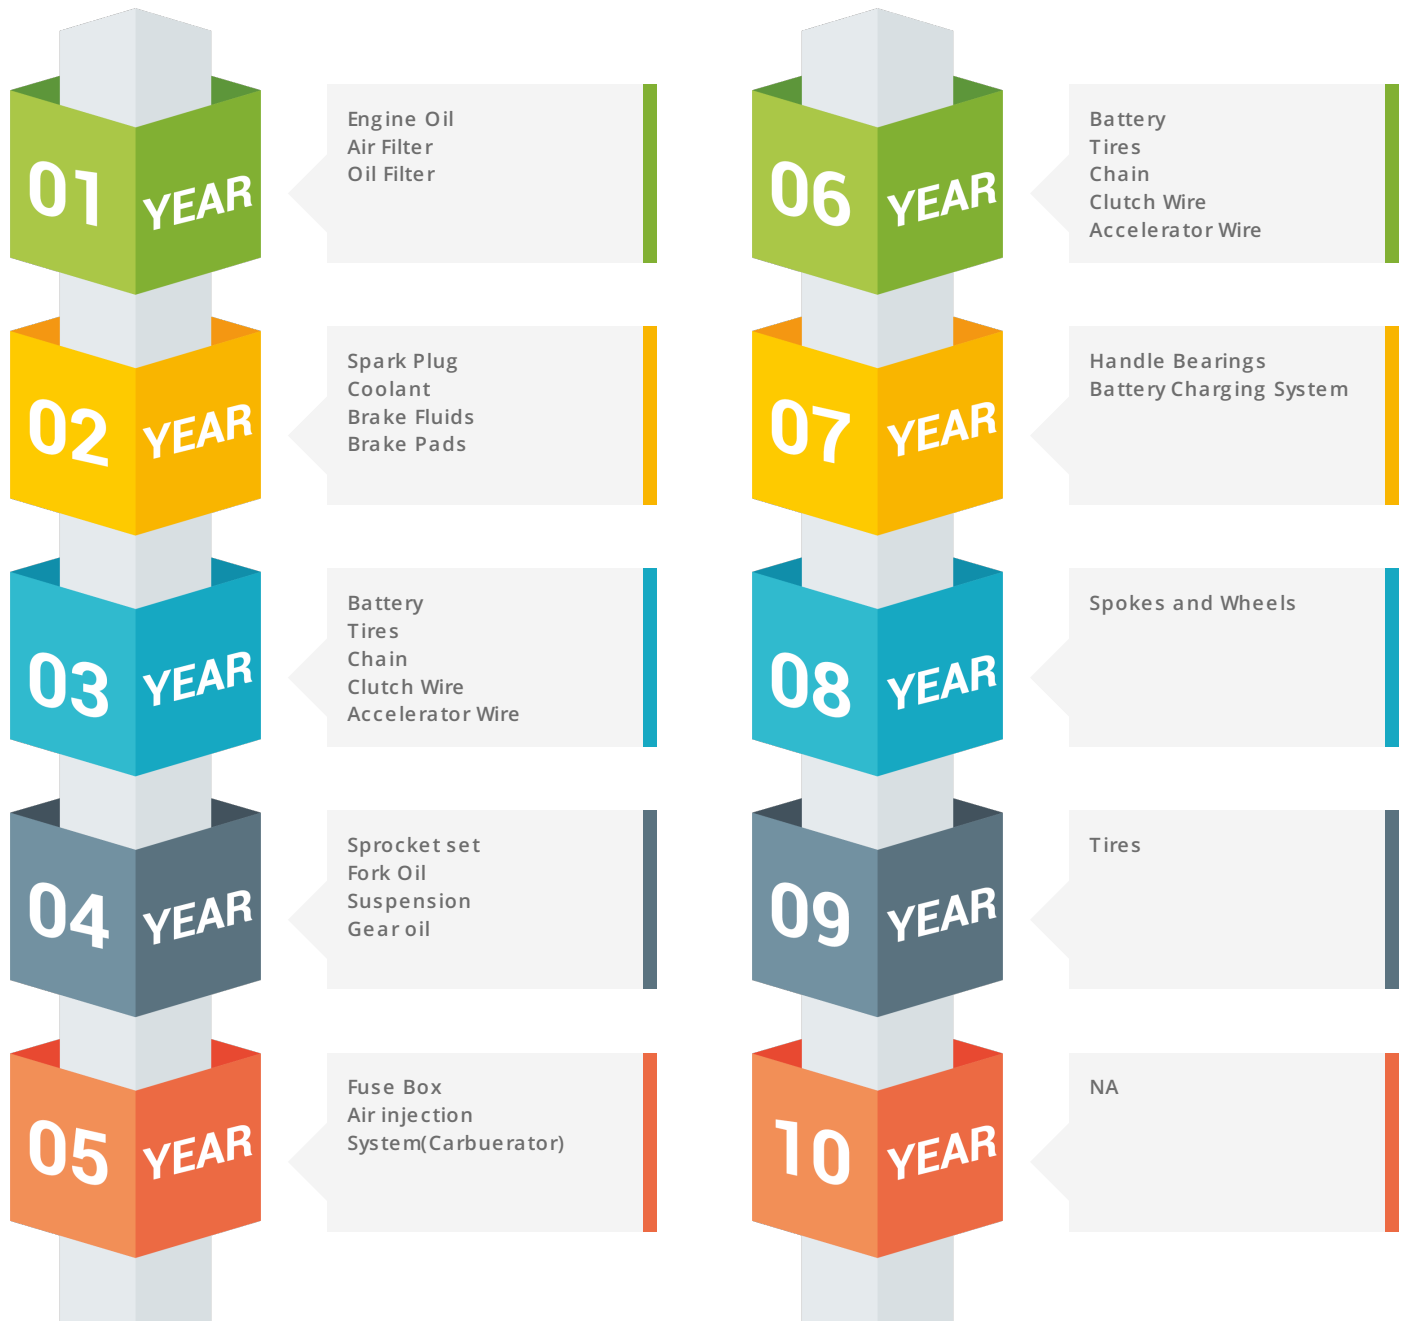 01 YEAR
Engine Oil
Air Filter
Oil Filter
02 YEAR
Spark Plug
Coolant
Brake Fluids
Brake Pads
03 YEAR
Battery
Tires
Chain
Clutch Wire
Accelerator Wire
04 YEAR
Sprocket set
Fork Oil
Suspension
Gear oil
05 YEAR
Fuse Box
Air injection
System(Carbuerator)
06 YEAR
Battery
Tires
Chain
Clutch Wire
Accelerator Wire
07 YEAR
Handle Bearings
Battery Charging System
08 YEAR
Spokes and Wheels
09 YEAR
Tires
10 YEAR
NA